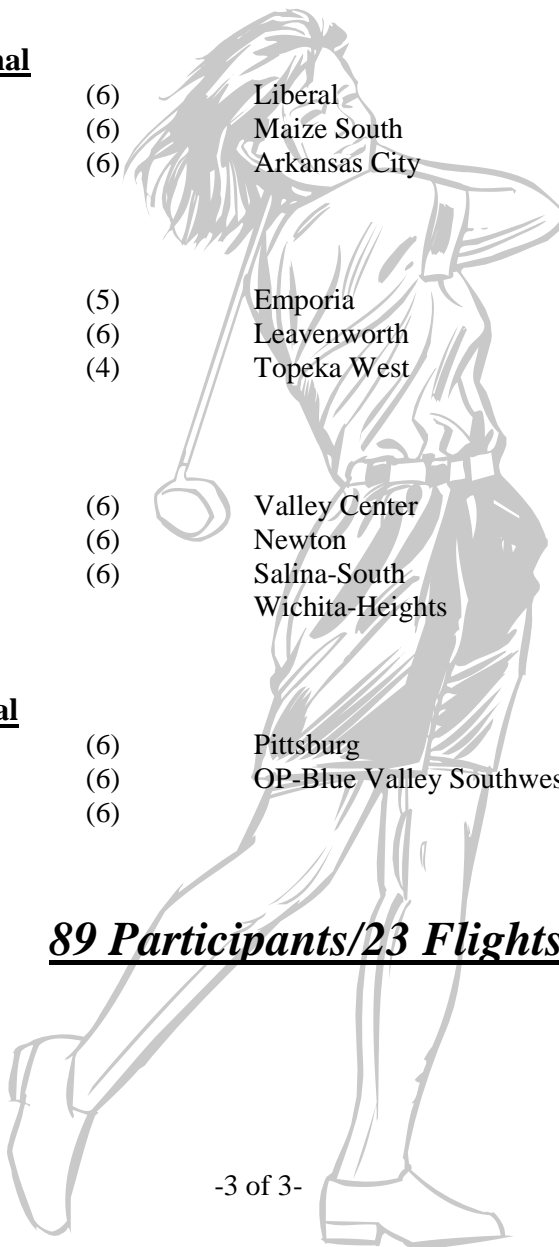 nal
(6) Liberal
(6) Maize South
(6) Arkansas City
(5) Emporia
(6) Leavenworth
(4) Topeka West
(6) Valley Center
(6) Newton
(6) Salina-South
Wichita-Heights
al
(6) Pittsburg
(6) OP-Blue Valley Southwes
(6)
89 Participants/23 Flights
-3 of 3-